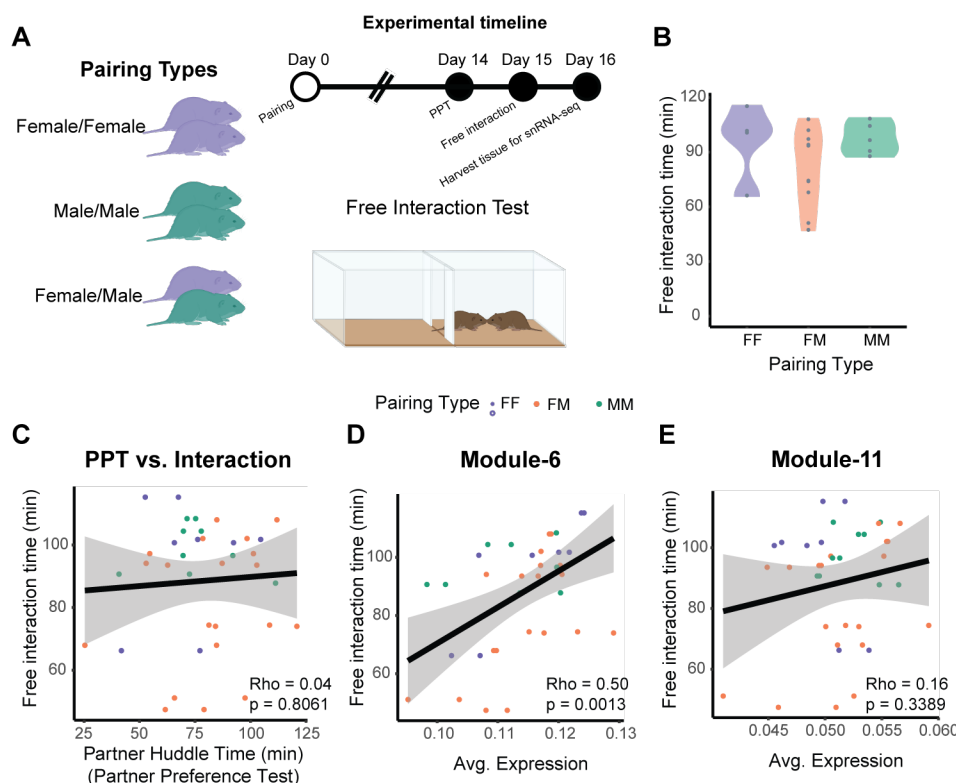 A
Pairing Types
Female/Female
Male/Male
Female/Male
Experimental timeline
Day 0
Day 14
Day 15
Day 16
Pairing
PPT
Free interaction
Harvest tissue for snRNA-seq
Free Interaction Test
B
Free interaction time (min)
120
90
60
30
0
FF
FM
MM
Pairing Type
Pairing Type FF FM MM
C
PPT vs. Interaction
Free interaction time (min)
100
80
60
Rho = 0.04
p = 0.8061
25 50 75 100 125
Partner Huddle Time (min)
(Partner Preference Test)
D
Module-6
Free interaction time (min)
100
80
60
Rho = 0.50
p = 0.0013
0.10 0.11 0.12 0.13
Avg. Expression
E
Module-11
Free interaction time (min)
100
80
60
Rho = 0.16
p = 0.3389
0.045 0.050 0.055 0.060
Avg. Expression